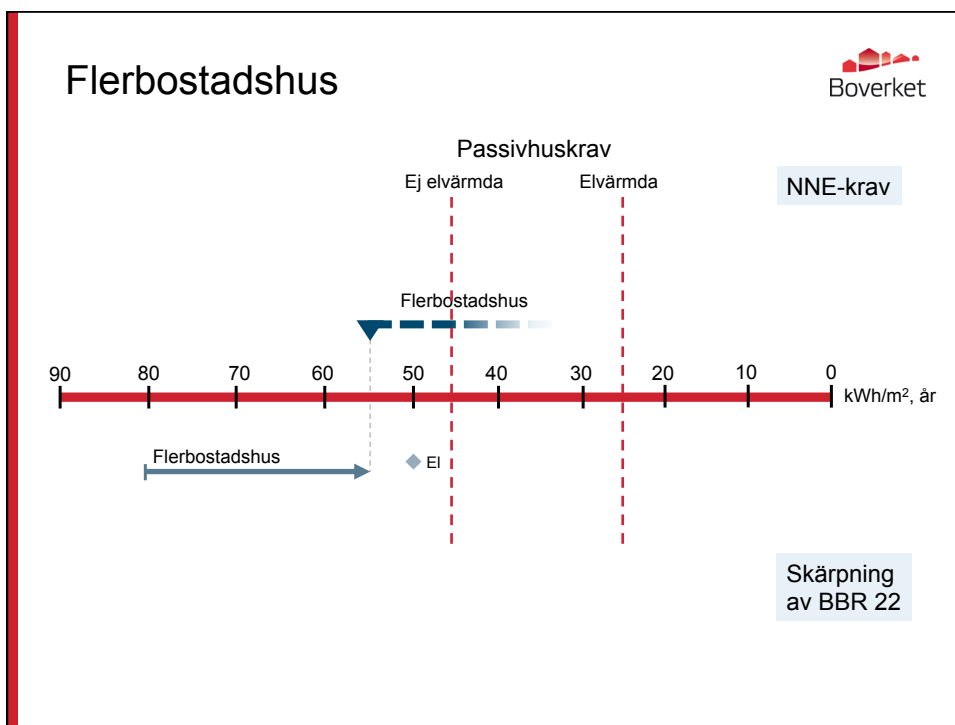 Flerbostadshus
Boverket
Passivhuskrav
Ej elvärmda Elvärmda
NNE-krav
Flerbostadshus
90 80 70 60 50 40 30 20 10 0
kWh/m², år
Flerbostadshus
El
Skärpning
av BBR 22